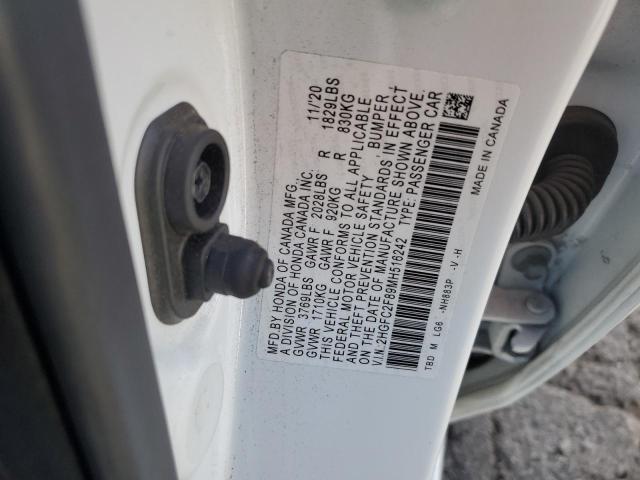 MFD.BY HONDA OF CANADA MFG., 11/'20
A DIVISION OF HONDA CANADA INC.
GVWR 3789LBS GAWR F 2028LBS R 1829LBS
GVWR 1710KG GAWR F 920KG R 830KG
THIS VEHICLE CONFORMS TO ALL APPLICABLE
FEDERAL MOTOR VEHICLE SAFETY BUMPER,
AND THEFT PREVENTION STANDARDS IN EFFECT
ON THE DATE OF MANUFACTURE SHOWN ABOVE.
V.I.N.:2HGFC2F89MH516242 TYPE: PASSENGER CAR
TBD M LG6 -NH883P -V -H
MADE IN CANADA